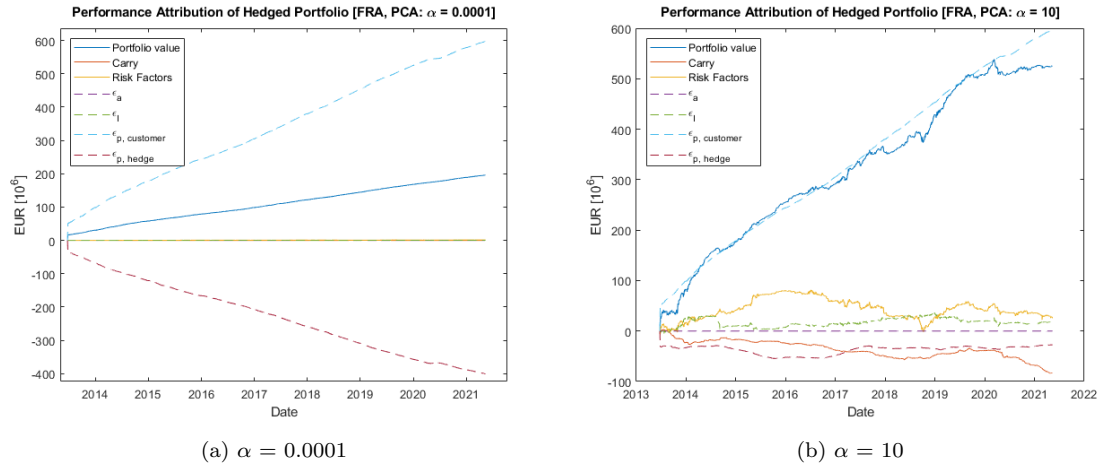 Performance Attribution of Hedged Portfolio [FRA, PCA: α = 0.0001]
600
500
400
300
200
100
0
-100
-200
-300
-400
EUR [10^6]
Portfolio value
Carry
Risk Factors
ϵ_a
ϵ_I
ϵ_p, customer
ϵ_p, hedge
2014 2015 2016 2017 2018 2019 2020 2021
Date
(a) α = 0.0001
Performance Attribution of Hedged Portfolio [FRA, PCA: α = 10]
600
500
400
300
200
100
0
-100
EUR [10^6]
Portfolio value
Carry
Risk Factors
ϵ_a
ϵ_I
ϵ_p, customer
ϵ_p, hedge
2013 2014 2015 2016 2017 2018 2019 2020 2021 2022
Date
(b) α = 10